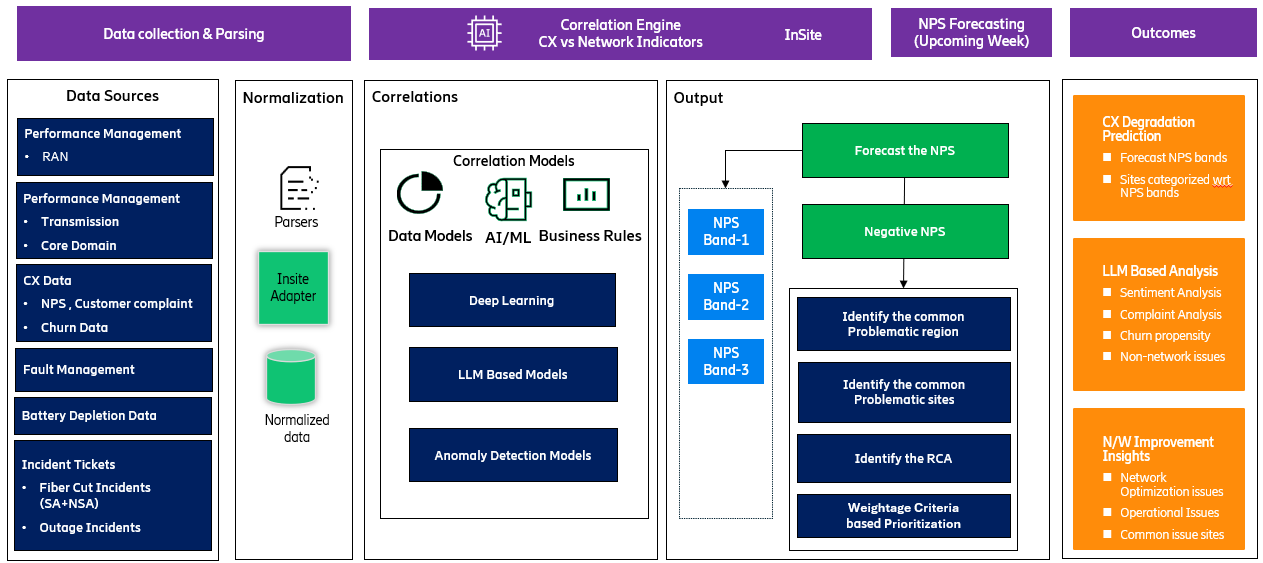 Data collection & Parsing
AI
Correlation Engine
CX vs Network Indicators
InSite
NPS Forecasting
(Upcoming Week)
Outcomes
Data Sources
Performance Management
• RAN
Performance Management
• Transmission
• Core Domain
CX Data
• NPS , Customer complaint
• Churn Data
Fault Management
Battery Depletion Data
Incident Tickets
• Fiber Cut Incidents
(SA+NSA)
• Outage Incidents
Normalization
Parsers
Insite
Adapter
Normalized
data
Correlations
Correlation Models
Data Models
AI/ML
Business Rules
Deep Learning
LLM Based Models
Anomaly Detection Models
Output
Forecast the NPS
Negative NPS
NPS
Band-1
NPS
Band-2
NPS
Band-3
Identify the common
Problematic region
Identify the common
Problematic sites
Identify the RCA
Weightage Criteria
based Prioritization
CX Degradation
Prediction
Forecast NPS bands
Sites categorized wrt
NPS bands
LLM Based Analysis
Sentiment Analysis
Complaint Analysis
Churn propensity
Non-network issues
N/W Improvement
Insights
Network
Optimization issues
Operational Issues
Common issue sites